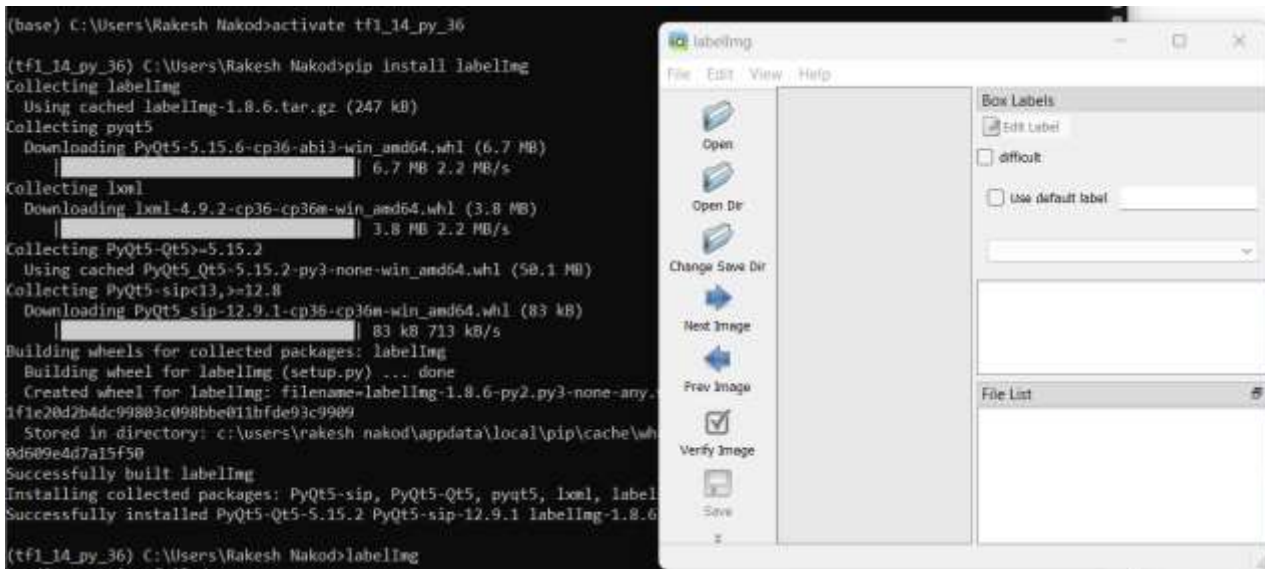 (base) C:\Users\Rakesh Nakod>activate tf1_14_py_36
(tf1_14_py_36) C:\Users\Rakesh Nakod>pip install labelImg
Collecting labelImg
Using cached labelImg-1.8.6.tar.gz (247 kB)
Collecting pyqt5
Downloading PyQt5-5.15.6-cp36-abi3-win_amd64.whl (6.7 MB)
| | 6.7 MB 2.2 MB/s
Collecting lxml
Downloading lxml-4.9.2-cp36-cp36m-win_amd64.whl (3.8 MB)
| | 3.8 MB 2.2 MB/s
Collecting PyQt5-Qt5>=5.15.2
Using cached PyQt5_Qt5-5.15.2-py3-none-win_amd64.whl (50.1 MB)
Collecting PyQt5-sip<13,>=12.8
Downloading PyQt5_sip-12.9.1-cp36-cp36m-win_amd64.whl (83 kB)
| | 83 kB 713 kB/s
Building wheels for collected packages: labelImg
Building wheel for labelImg (setup.py) ... done
Created wheel for labelImg: filename=labelImg-1.8.6-py2.py3-none-any.
1f1e20d2b4dc99803c098bbe011bfde93c9909
Stored in directory: c:\users\rakesh nakod\appdata\local\pip\cache\wh
0d609e4d7a15f50
Successfully built labelImg
Installing collected packages: PyQt5-sip, PyQt5-Qt5, pyqt5, lxml, label
Successfully installed PyQt5-Qt5-5.15.2 PyQt5-sip-12.9.1 labelImg-1.8.6
(tf1_14_py_36) C:\Users\Rakesh Nakod>labelImg
labelImg
File Edit View Help
Open
Open Dir
Change Save Dir
Next Image
Prev Image
Verify Image
Save
Box Labels
Edit Label
difficult
Use default label
File List